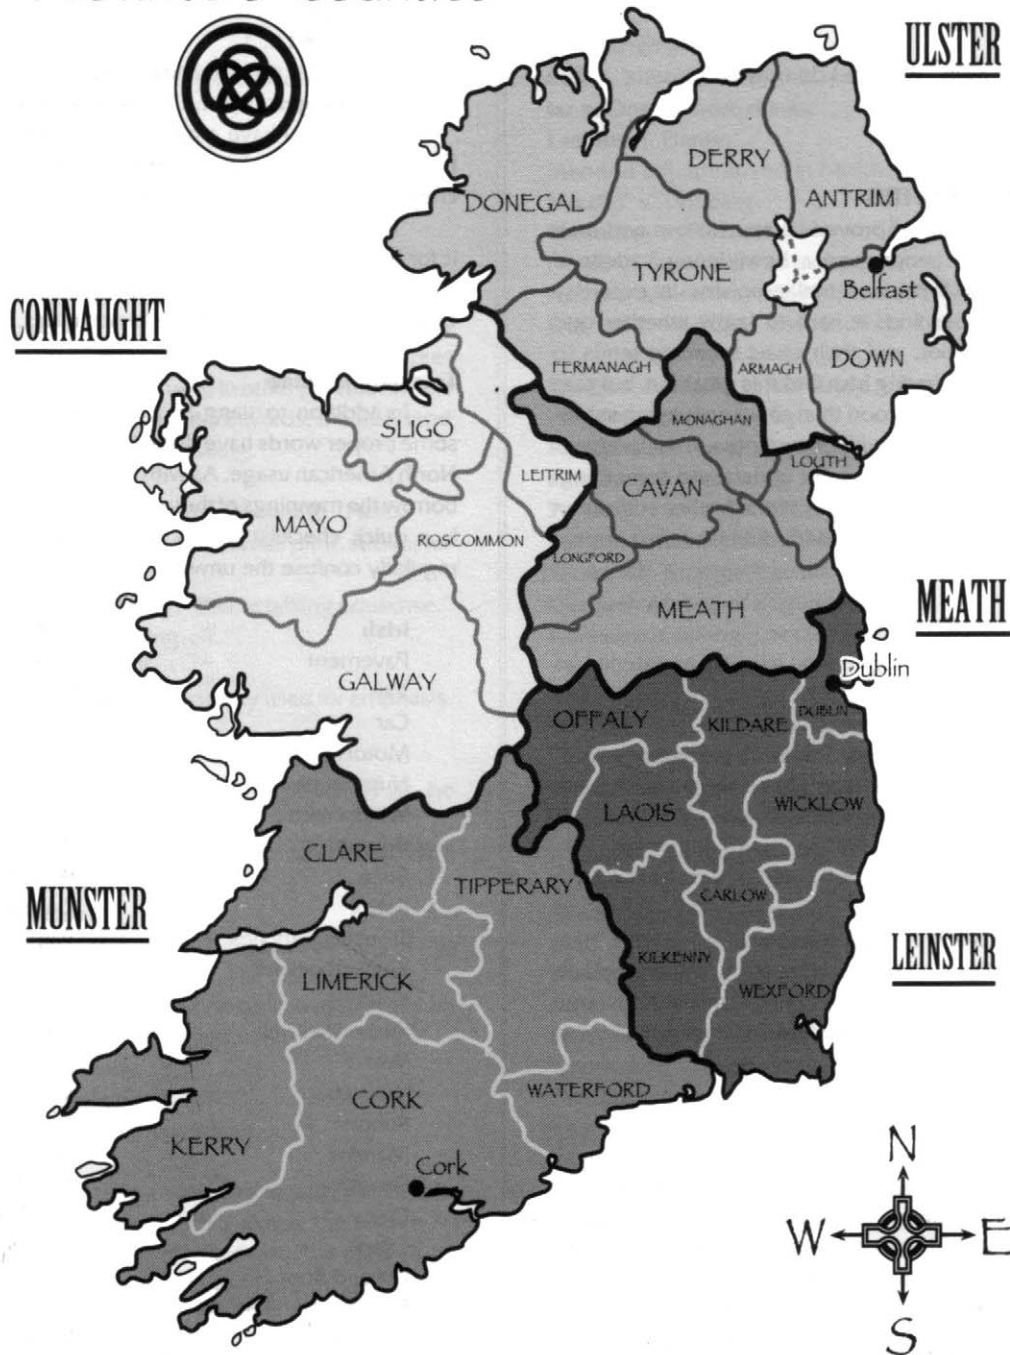 ULSTER
DERRY
ANTRIM
DONEGAL
TYRONE
Belfast
CONNAUGHT
FERMANAGH
ARMAGH
DOWN
MONAGHAN
SLIGO
LEITRIM
CAVAN
LOUTH
MAYO
ROSCOMMON
LONGFORD
MEATH
MEATH
GALWAY
Dublin
OFFALY
KILDARE
DUBLIN
LAOIS
WICKLOW
CLARE
TIPPERARY
CARLOW
MUNSTER
LEINSTER
LIMERICK
KILKENNY
WEXFORD
CORK
WATERFORD
KERRY
Cork
N
W
E
S